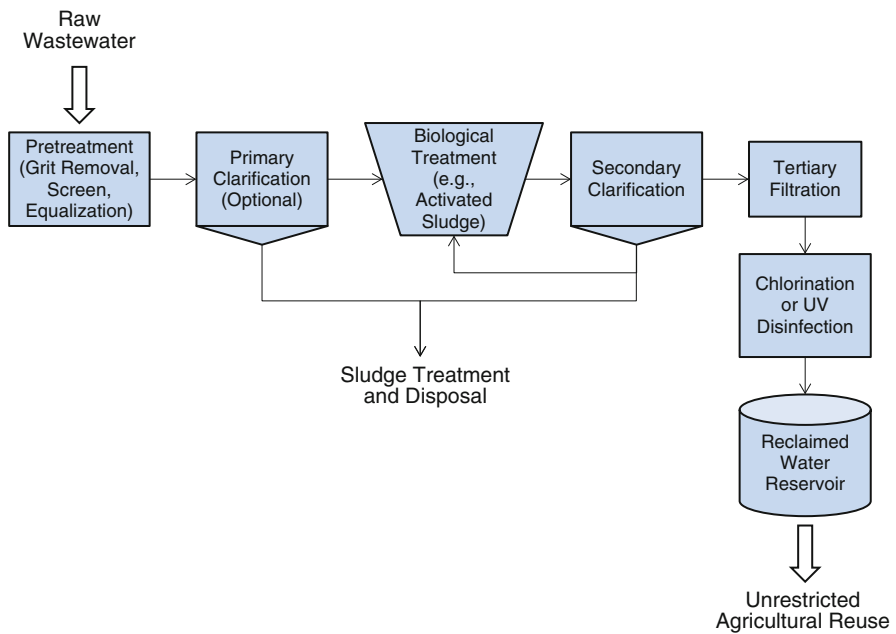 Raw
Wastewater
Pretreatment
(Grit Removal,
Screen,
Equalization)
Primary
Clarification
(Optional)
Biological
Treatment
(e.g.,
Activated
Sludge)
Secondary
Clarification
Tertiary
Filtration
Chlorination
or UV
Disinfection
Sludge Treatment
and Disposal
Reclaimed
Water
Reservoir
Unrestricted
Agricultural Reuse